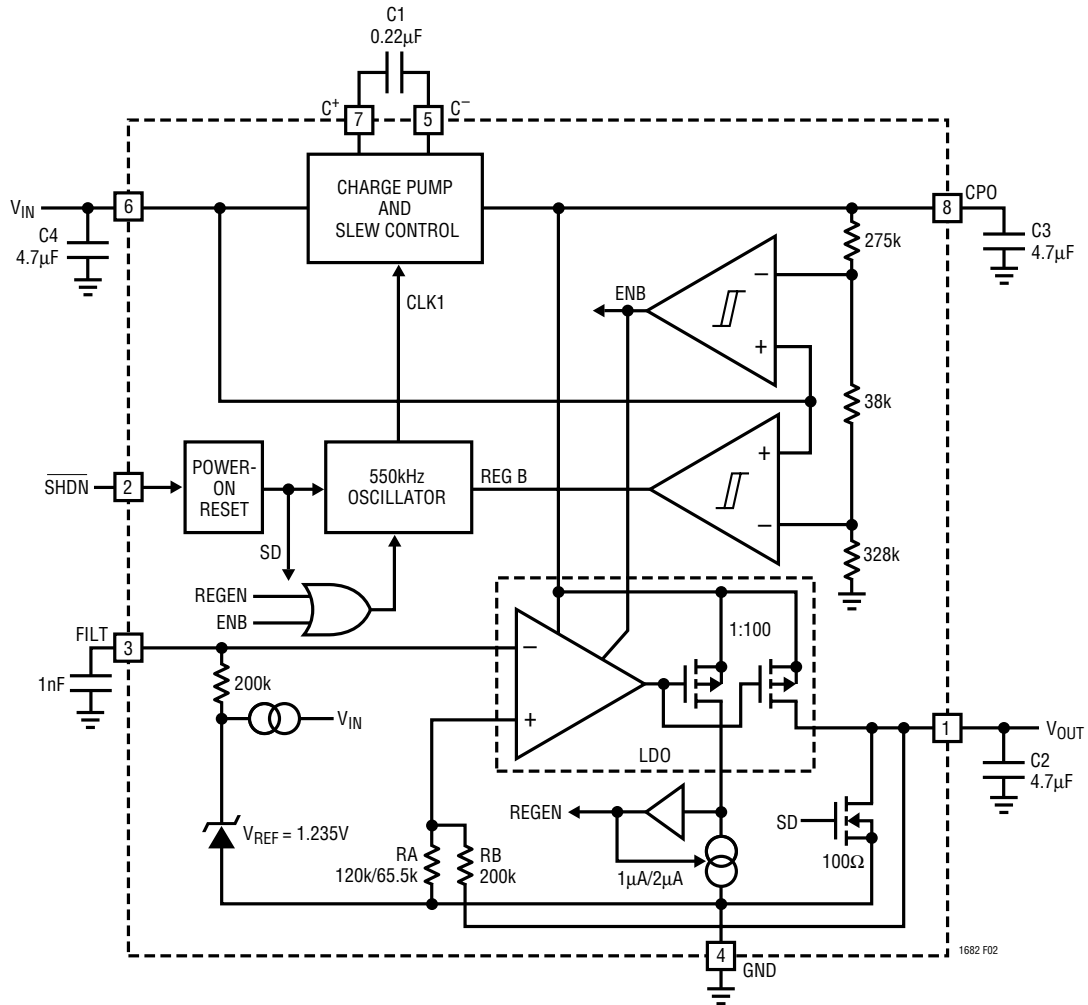 C1
0.22µF
C+
7
5
C−
CHARGE PUMP
AND
SLEW CONTROL
VIN
6
C4
4.7µF
8
CPO
C3
4.7µF
275k
−
ENB
+
CLK1
38k
SHDN
2
POWER-
ON
RESET
550kHz
OSCILLATOR
REG B
+
−
328k
SD
REGEN
ENB
FILT
3
1nF
200k
VIN
VREF = 1.235V
−
+
1:100
LDO
1
VOUT
C2
4.7µF
REGEN
SD
100Ω
RA
120k/65.5k
RB
200k
1µA/2µA
4
GND
1682 F02